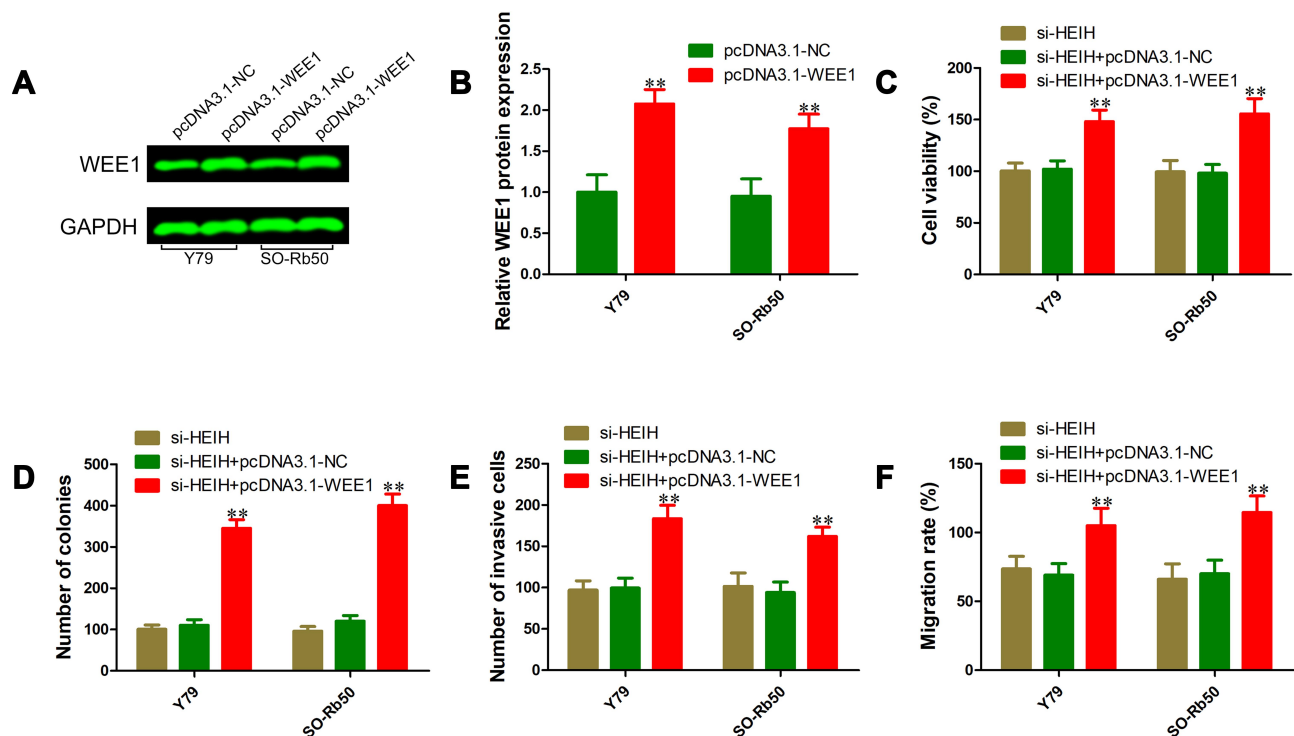 A
pcDNA3.1-NC
pcDNA3.1-WEE1
pcDNA3.1-NC
pcDNA3.1-WEE1
WEE1
GAPDH
Y79
SO-Rb50
B
pcDNA3.1-NC
pcDNA3.1-WEE1
Relative WEE1 protein expression
2.5
2.0
1.5
1.0
0.5
0.0
**
**
Y79
SO-Rb50
C
si-HEIH
si-HEIH+pcDNA3.1-NC
si-HEIH+pcDNA3.1-WEE1
Cell viability (%)
200
150
100
50
0
**
**
Y79
SO-Rb50
D
si-HEIH
si-HEIH+pcDNA3.1-NC
si-HEIH+pcDNA3.1-WEE1
Number of colonies
500
400
300
200
100
0
**
**
Y79
SO-Rb50
E
si-HEIH
si-HEIH+pcDNA3.1-NC
si-HEIH+pcDNA3.1-WEE1
Number of invasive cells
250
200
150
100
50
0
**
**
Y79
SO-Rb50
F
si-HEIH
si-HEIH+pcDNA3.1-NC
si-HEIH+pcDNA3.1-WEE1
Migration rate (%)
150
100
50
0
**
**
Y79
SO-Rb50